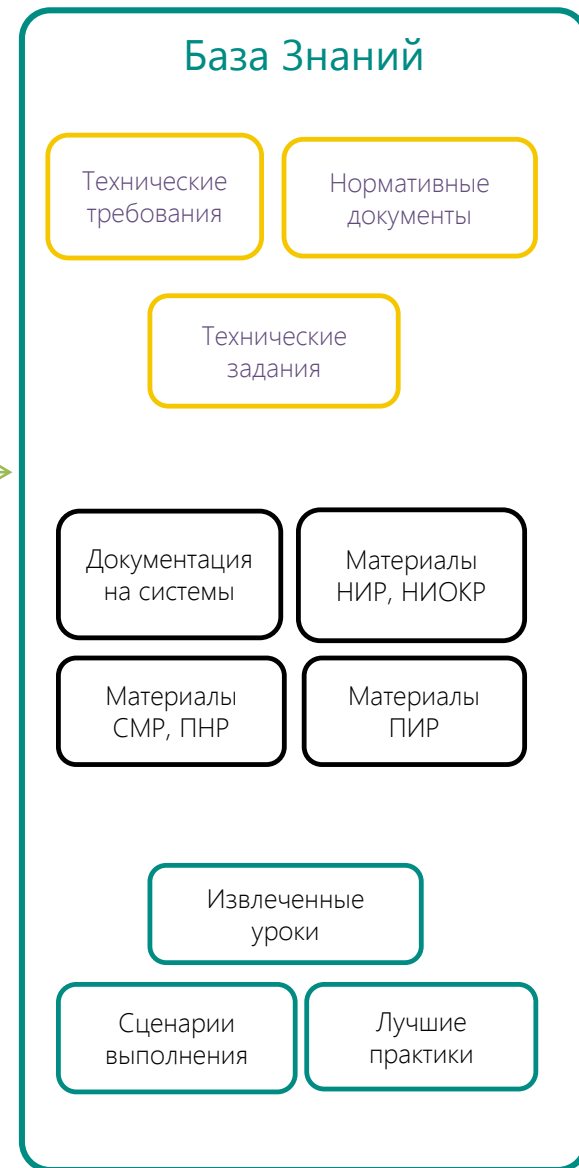 База Знаний
Технические
требования
Нормативные
документы
Технические
задания
Документация
на системы
Материалы
НИР, НИОКР
Материалы
СМР, ПНР
Материалы
ПИР
Извлеченные
уроки
Сценарии
выполнения
Лучшие
практики